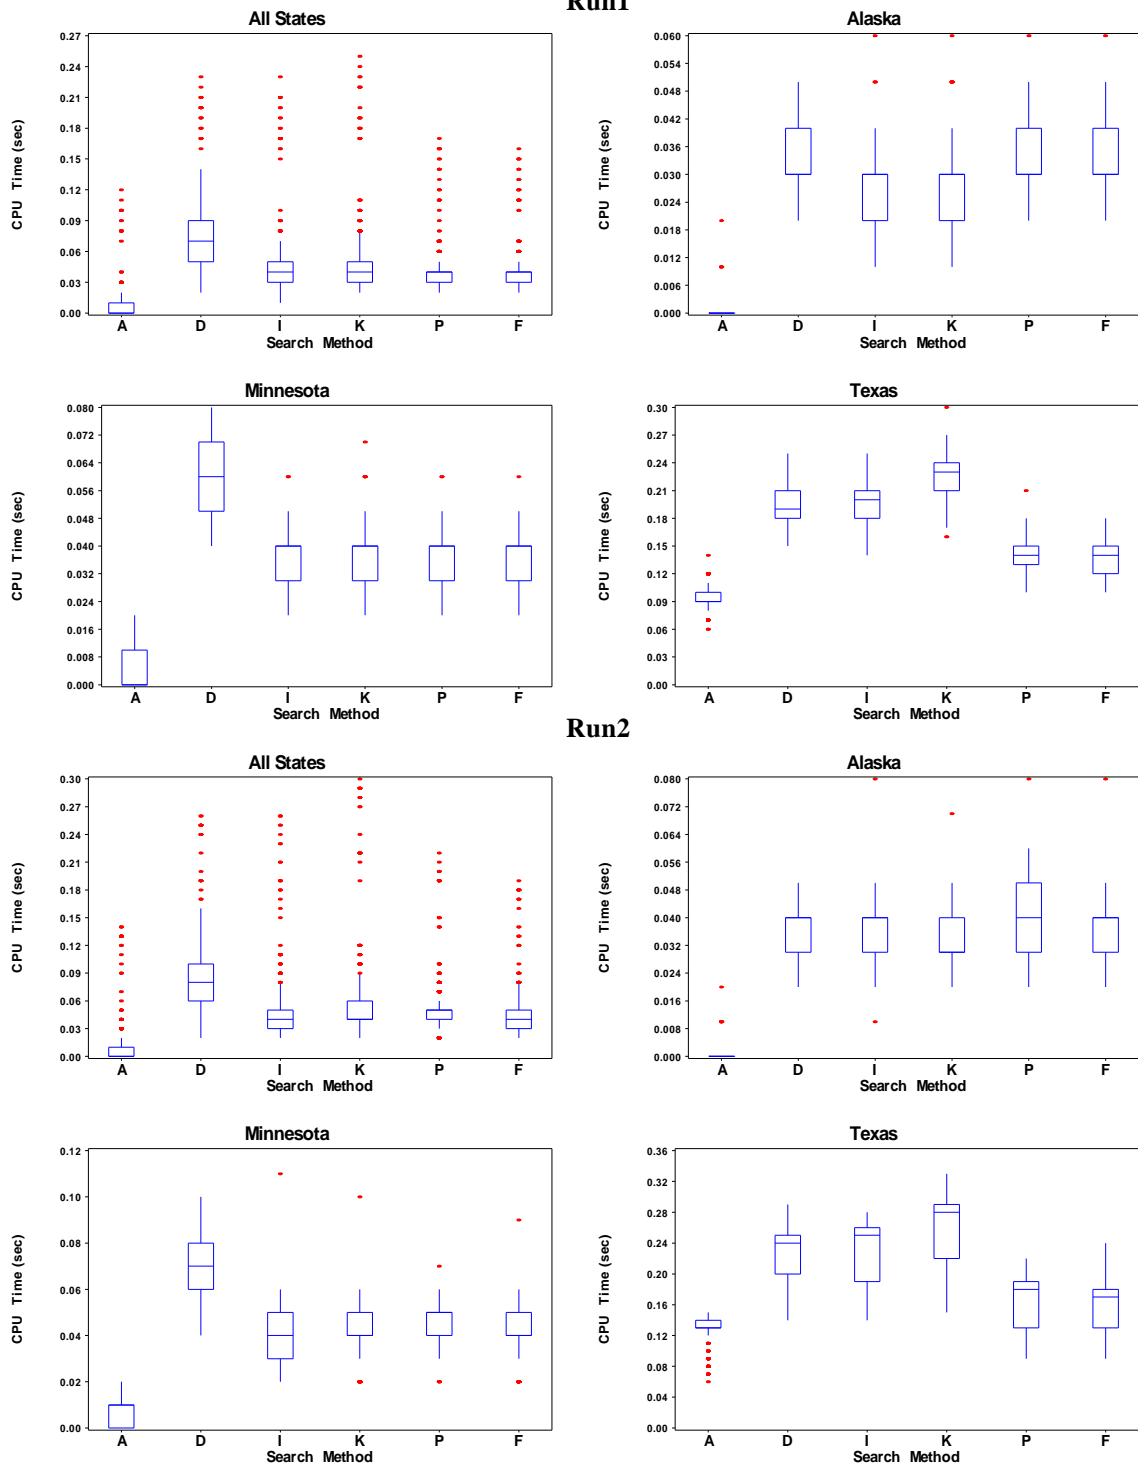 Run1
All States
0.27
0.24
0.21
0.18
0.15
0.12
0.09
0.06
0.03
0.00
CPU Time (sec)
A D I K P F
Search Method
Alaska
0.060
0.054
0.048
0.042
0.036
0.030
0.024
0.018
0.012
0.006
0.000
CPU Time (sec)
A D I K P F
Search Method
Minnesota
0.080
0.072
0.064
0.056
0.048
0.040
0.032
0.024
0.016
0.008
0.000
CPU Time (sec)
A D I K P F
Search Method
Texas
0.30
0.27
0.24
0.21
0.18
0.15
0.12
0.09
0.06
0.03
0.00
CPU Time (sec)
A D I K P F
Search Method
Run2
All States
0.30
0.27
0.24
0.21
0.18
0.15
0.12
0.09
0.06
0.03
0.00
CPU Time (sec)
A D I K P F
Search Method
Alaska
0.080
0.072
0.064
0.056
0.048
0.040
0.032
0.024
0.016
0.008
0.000
CPU Time (sec)
A D I K P F
Search Method
Minnesota
0.12
0.10
0.08
0.06
0.04
0.02
0.00
CPU Time (sec)
A D I K P F
Search Method
Texas
0.36
0.32
0.28
0.24
0.20
0.16
0.12
0.08
0.04
0.00
CPU Time (sec)
A D I K P F
Search Method